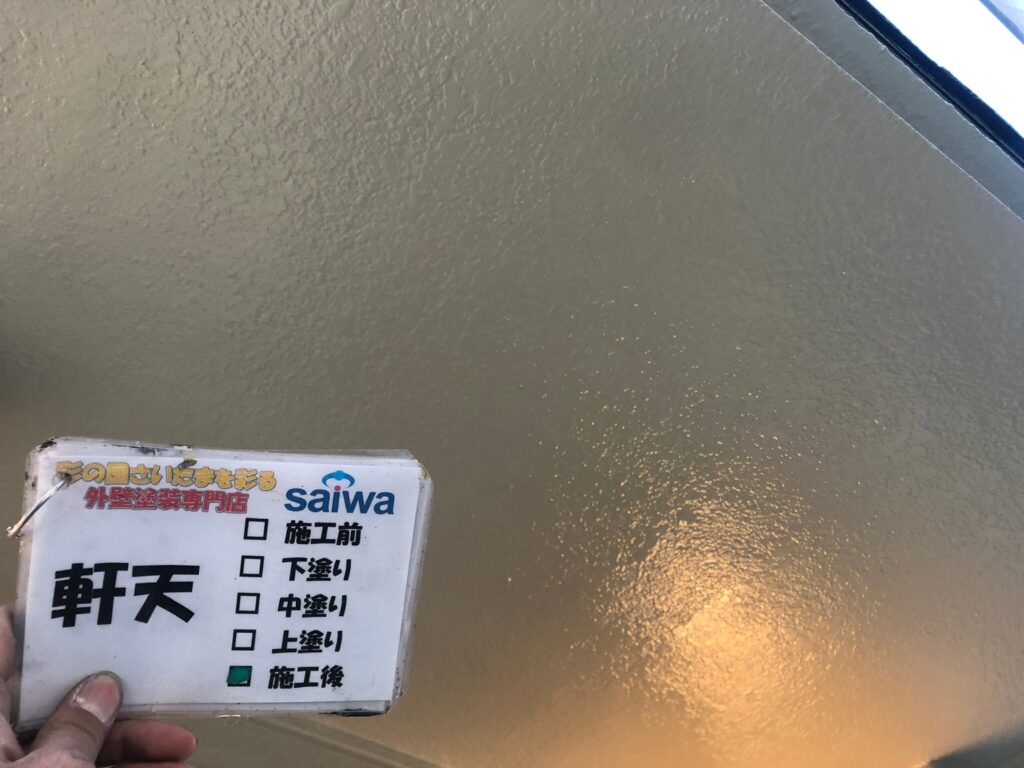 彩の国さいたまを彩る
外壁塗装専門店
saiwa
軒天
□ 施工前
□ 下塗り
□ 中塗り
□ 上塗り
■ 施工後